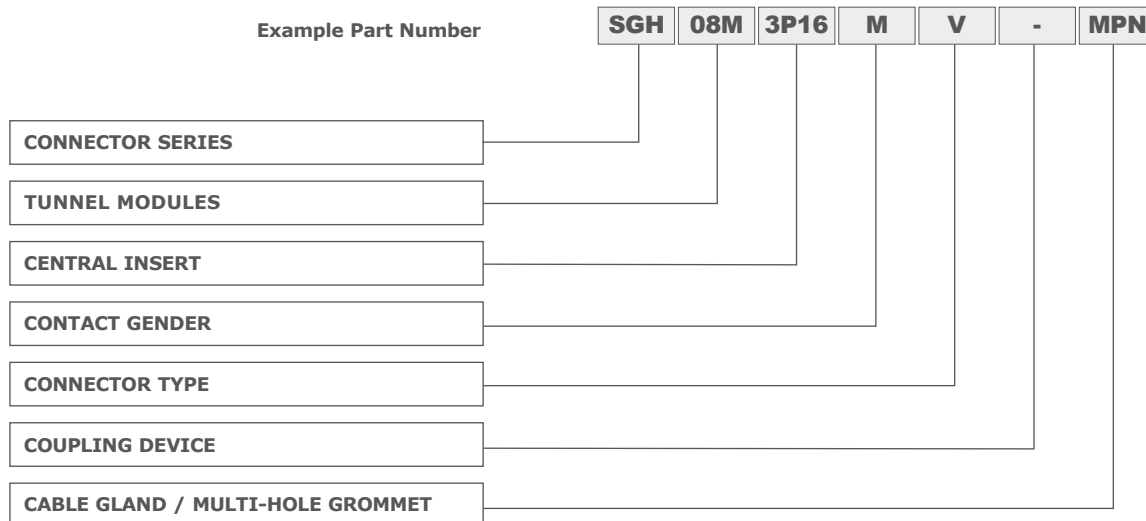 Example Part Number SGH 08M 3P16 M V - MPN
CONNECTOR SERIES
TUNNEL MODULES
CENTRAL INSERT
CONTACT GENDER
CONNECTOR TYPE
COUPLING DEVICE
CABLE GLAND / MULTI-HOLE GROMMET